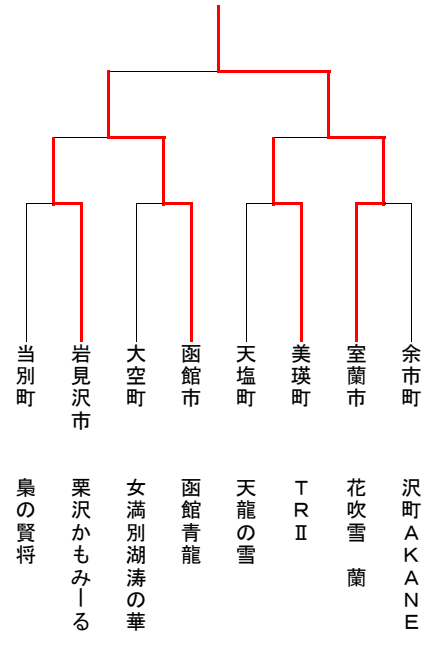 当別町
岩見沢市
大空町
函館市
天塩町
美瑛町
室蘭市
余市町
梟の賢将
栗沢かもみーる
女満別湖涛の華
函館青龍
天龍の雪
TRⅡ
花吹雪　蘭
沢町AKANE